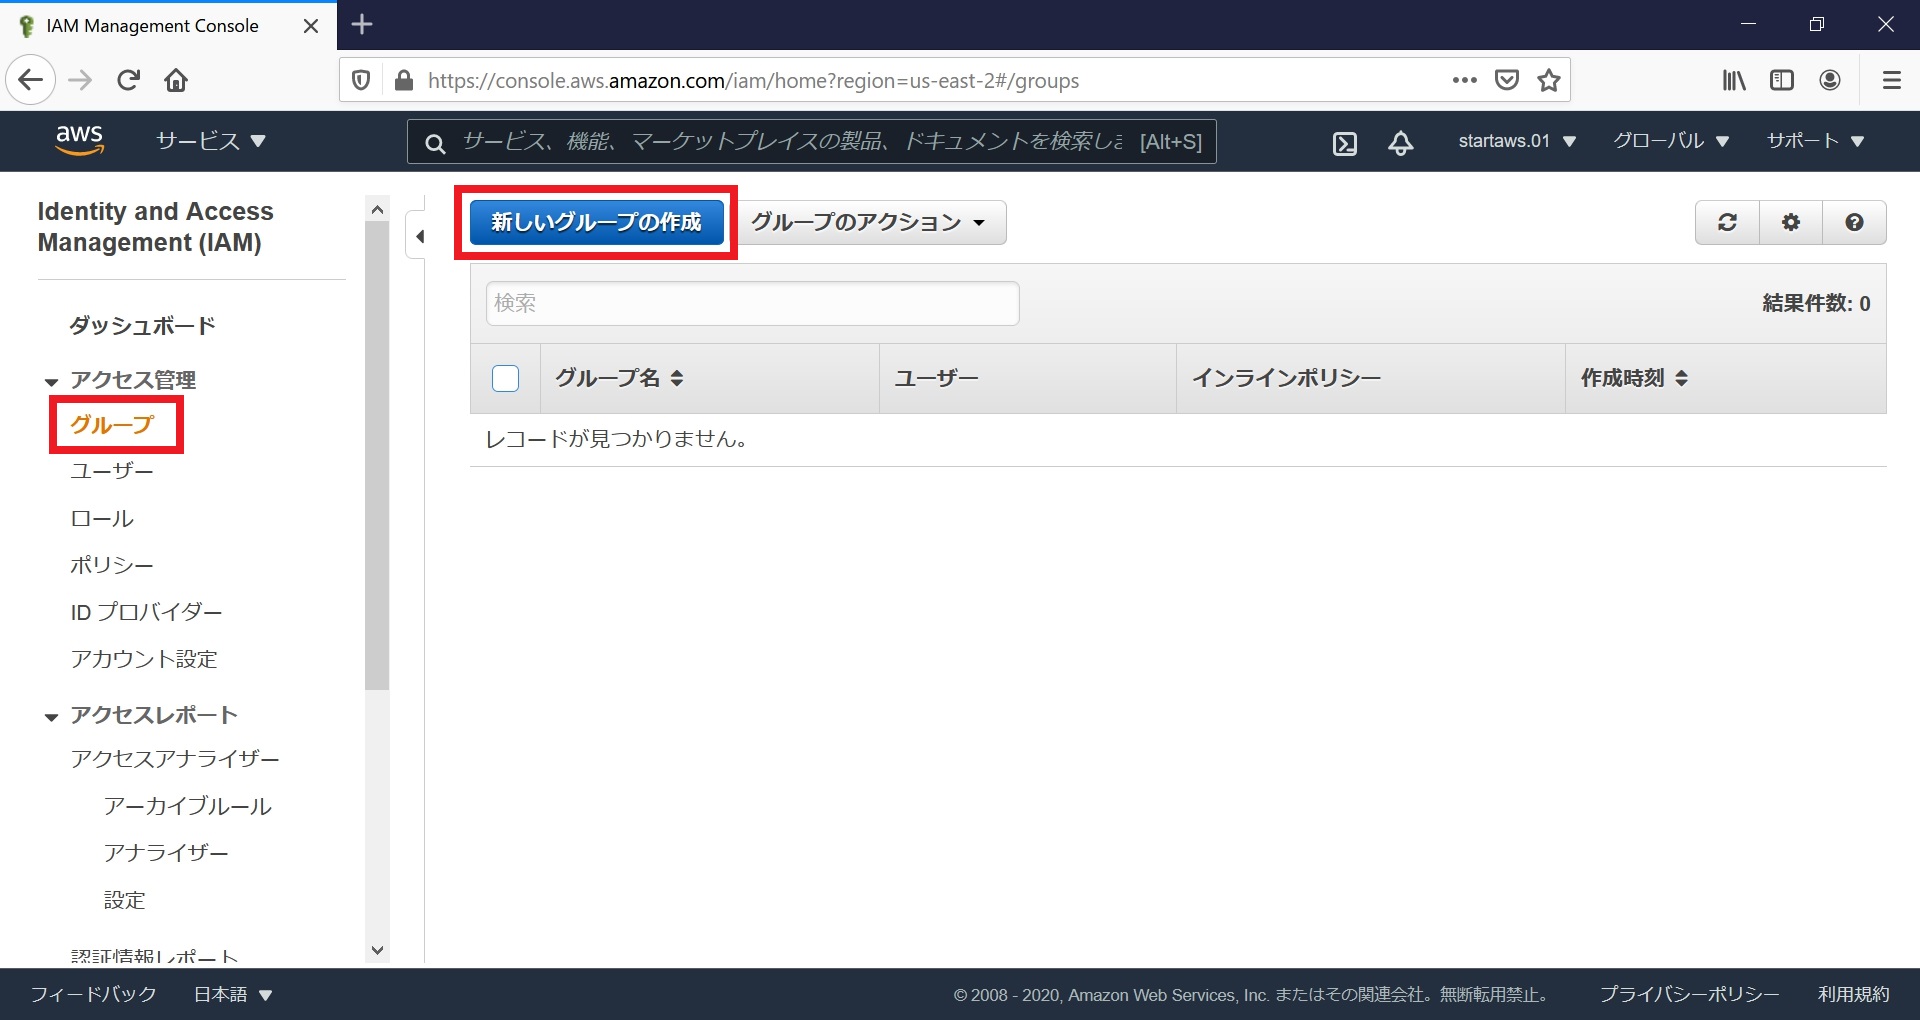 IAM Management Console
https://console.aws.amazon.com/iam/home?region=us-east-2#/groups
aws
サービス
サービス、機能、マーケットプレイスの製品、ドキュメントを検索しま [Alt+S]
startaws.01
グローバル
サポート
Identity and Access
Management (IAM)
ダッシュボード
アクセス管理
グループ
ユーザー
ロール
ポリシー
ID プロバイダー
アカウント設定
アクセスレポート
アクセスアナライザー
アーカイブルール
アナライザー
設定
認証情報レポート
新しいグループの作成
グループのアクション
検索
結果件数: 0
グループ名
ユーザー
インラインポリシー
作成時刻
レコードが見つかりません。
フィードバック
日本語
© 2008 - 2020, Amazon Web Services, Inc. またはその関連会社。無断転用禁止。
プライバシーポリシー
利用規約